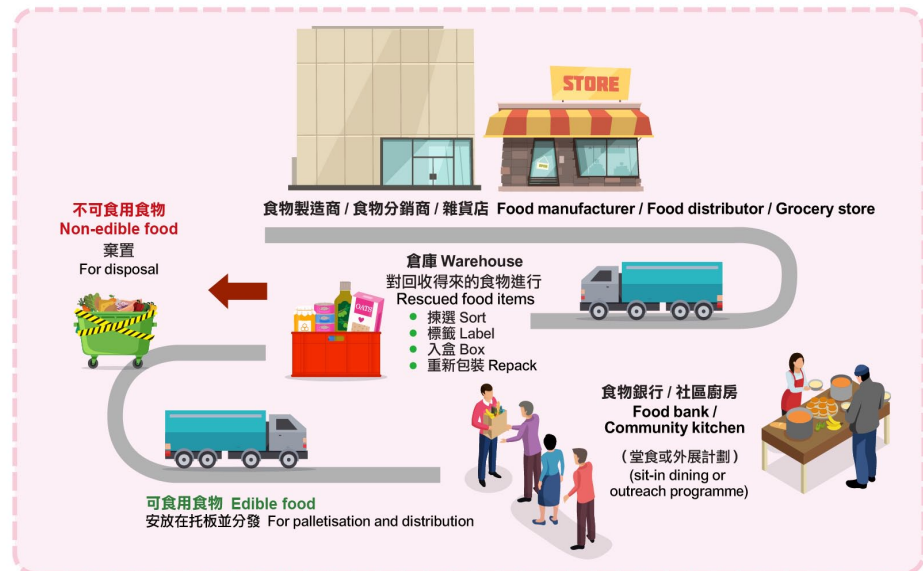 STORE
OPEN
食物製造商 / 食物分銷商 / 雜貨店 Food manufacturer / Food distributor / Grocery store
不可食用食物
Non-edible food
棄置
For disposal
倉庫 Warehouse
對回收得來的食物進行
Rescued food items
揀選 Sort
標籤 Label
入盒 Box
重新包裝 Repack
OATS
食物銀行 / 社區廚房
Food bank /
Community kitchen
（堂食或外展計劃）
(sit-in dining or
outreach programme)
可食用食物 Edible food
安放在托板並分發 For palletisation and distribution